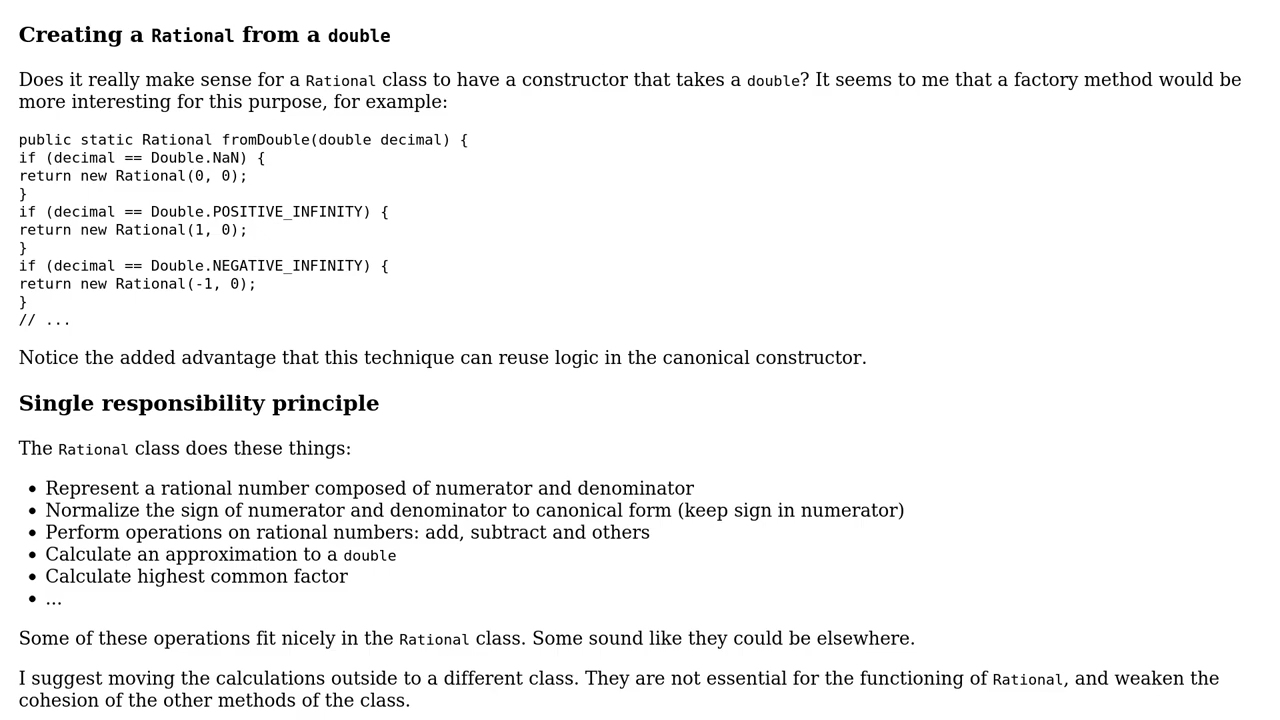 Creating a Rational from a double
Does it really make sense for a Rational class to have a constructor that takes a double? It seems to me that a factory method would be
more interesting for this purpose, for example:
public static Rational fromDouble(double decimal) {
if (decimal == Double.NaN) {
return new Rational(0, 0);
}
if (decimal == Double.POSITIVE_INFINITY) {
return new Rational(1, 0);
}
if (decimal == Double.NEGATIVE_INFINITY) {
return new Rational(-1, 0);
}
// ...
Notice the added advantage that this technique can reuse logic in the canonical constructor.
Single responsibility principle
The Rational class does these things:
• Represent a rational number composed of numerator and denominator
• Normalize the sign of numerator and denominator to canonical form (keep sign in numerator)
• Perform operations on rational numbers: add, subtract and others
• Calculate an approximation to a double
• Calculate highest common factor
• ...
Some of these operations fit nicely in the Rational class. Some sound like they could be elsewhere.
I suggest moving the calculations outside to a different class. They are not essential for the functioning of Rational, and weaken the
cohesion of the other methods of the class.